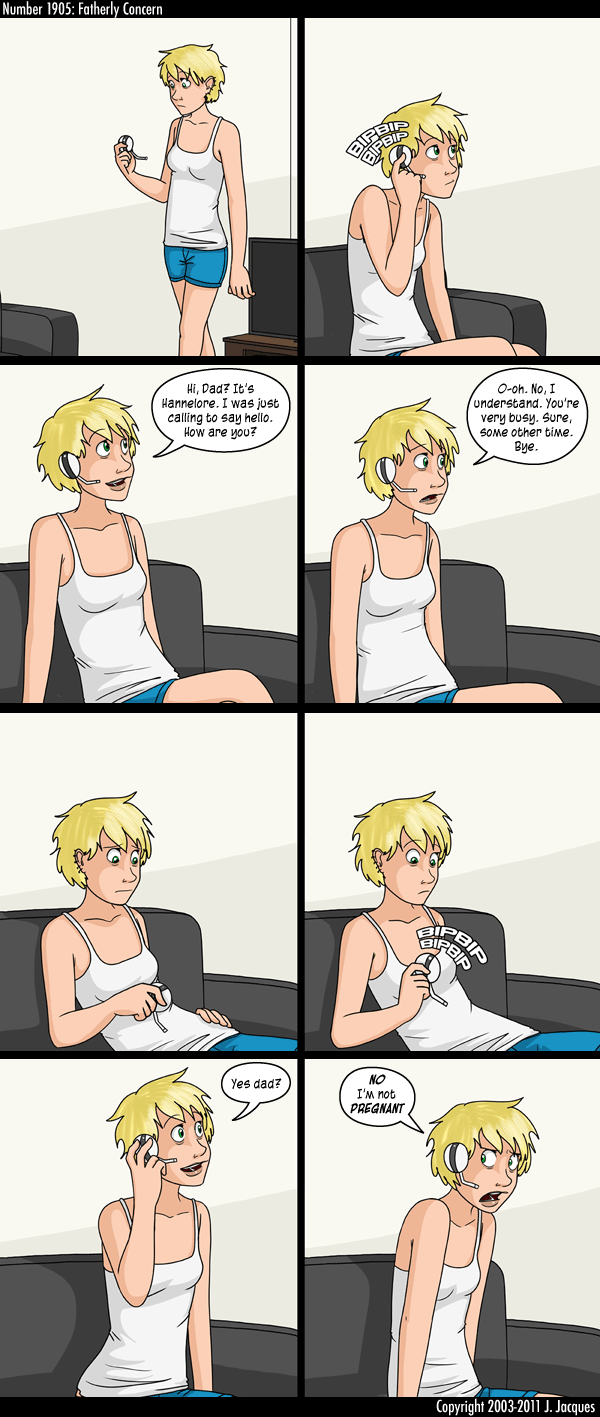 Number 1905: Fatherly Concern
BIPBIP
BIPBIP
Hi, Dad? It's
Hannelore. I was just
calling to say hello.
How are you?
O-oh. No, I
understand. You're
very busy. Sure,
some other time.
Bye.
BIPBIP
BIPBIP
Yes dad?
NO
I'm not
PREGNANT
Copyright 2003-2011 J. Jacques